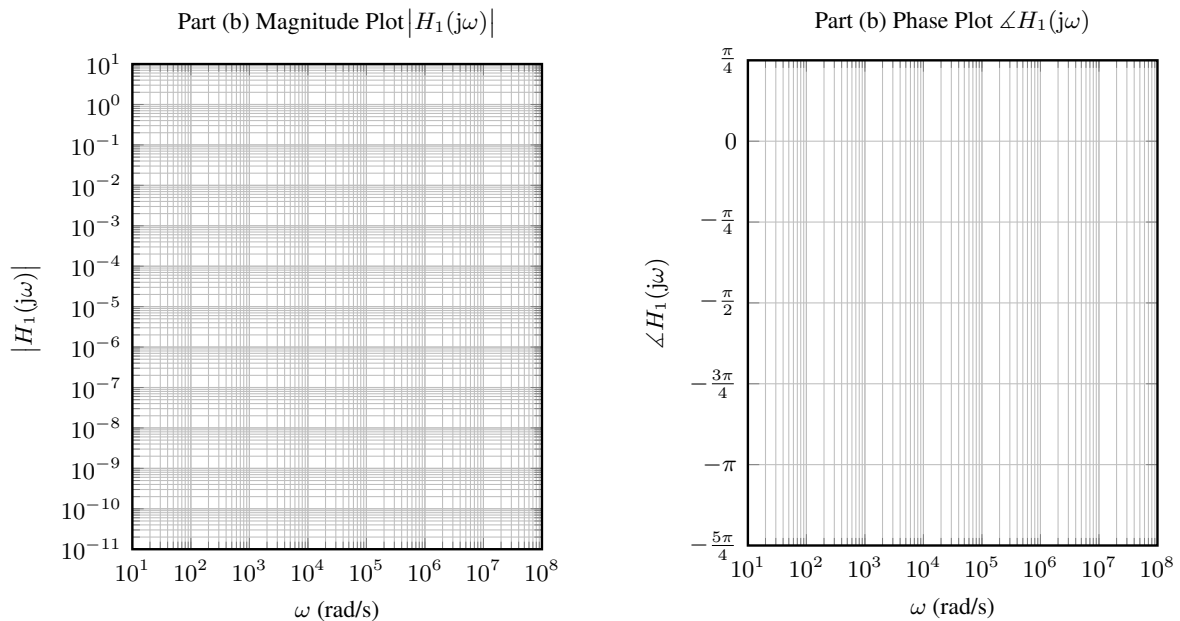 Part (b) Magnitude Plot |H₁(jω)|
10¹
10⁰
10⁻¹
10⁻²
10⁻³
10⁻⁴
10⁻⁵
10⁻⁶
10⁻⁷
10⁻⁸
10⁻⁹
10⁻¹⁰
10⁻¹¹
|H₁(jω)|
10¹ 10² 10³ 10⁴ 10⁵ 10⁶ 10⁷ 10⁸
ω (rad/s)
Part (b) Phase Plot ∡H₁(jω)
π/4
0
−π/4
−π/2
−3π/4
−π
−5π/4
∡H₁(jω)
10¹ 10² 10³ 10⁴ 10⁵ 10⁶ 10⁷ 10⁸
ω (rad/s)